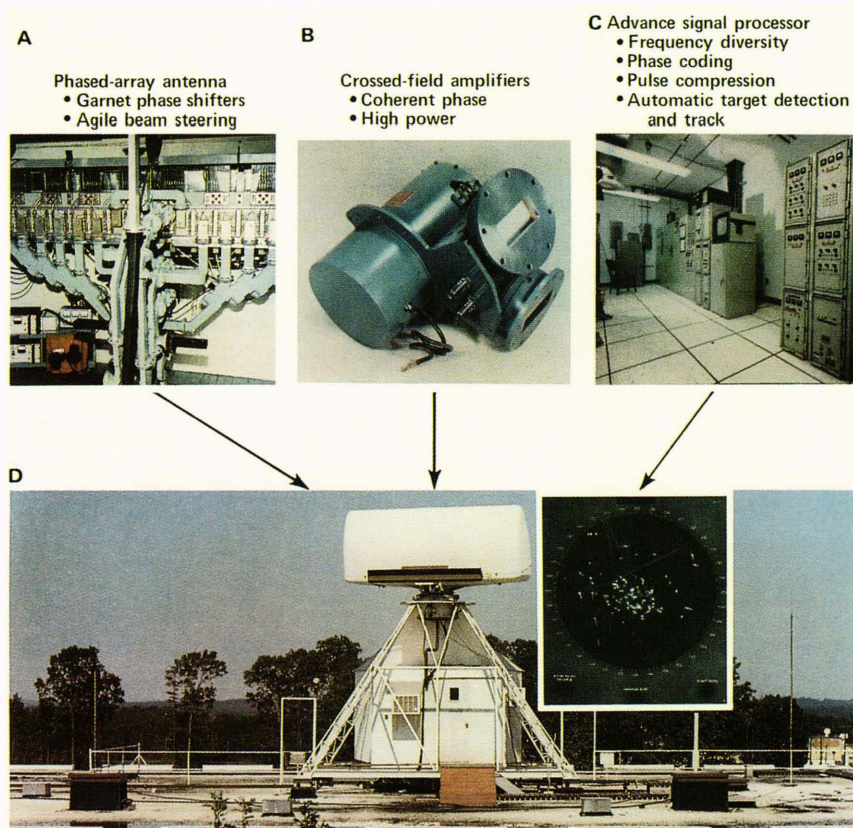 A
Phased-array antenna
• Garnet phase shifters
• Agile beam steering
B
Crossed-field amplifiers
• Coherent phase
• High power
C Advance signal processor
• Frequency diversity
• Phase coding
• Pulse compression
• Automatic target detection
and track
D